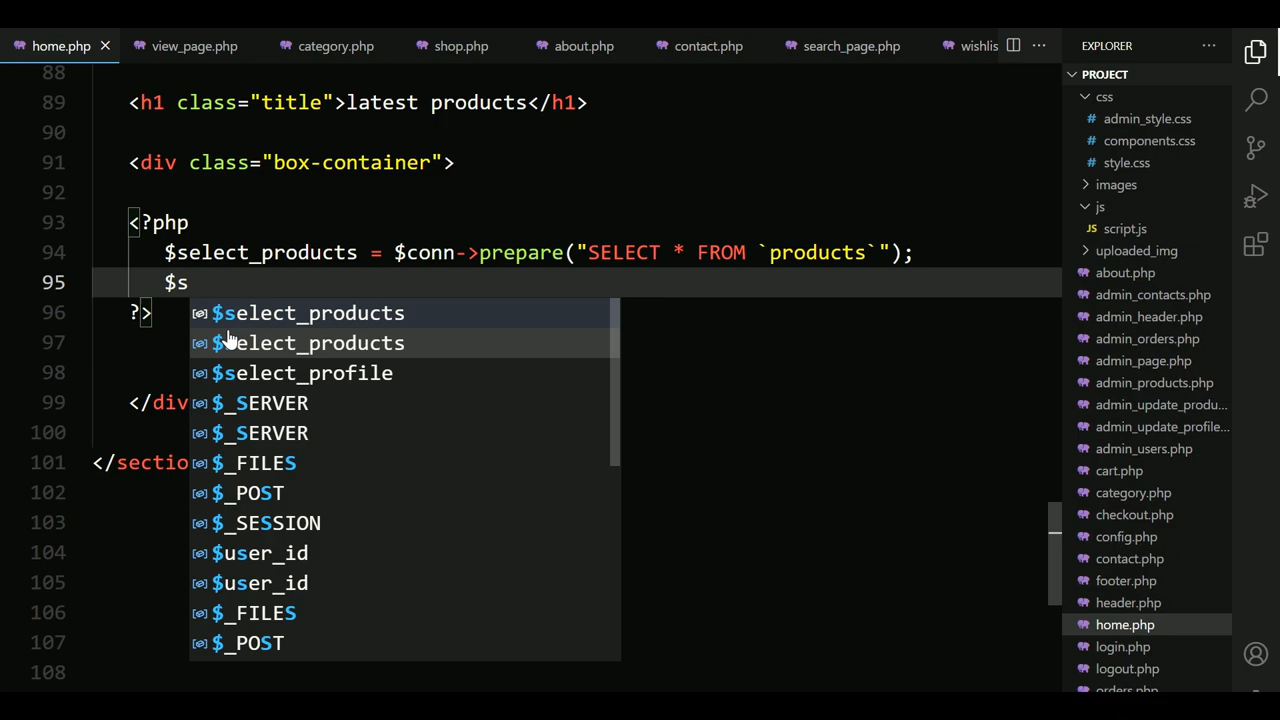 home.php
view_page.php
category.php
shop.php
about.php
contact.php
search_page.php
wishlis
88
89 <h1 class="title">latest products</h1>
90
91 <div class="box-container">
92
93 <?php
94 $select_products = $conn->prepare("SELECT * FROM `products`");
95 $s
96 ?>
97
98
99 </div
100
101 </sectio
102
103
104
105
106
107
108
$select_products
$select_products
$select_profile
$_SERVER
$_SERVER
$_FILES
$_POST
$_SESSION
$user_id
$user_id
$_FILES
$_POST
EXPLORER
PROJECT
css
# admin_style.css
# components.css
# style.css
images
js
JS script.js
uploaded_img
about.php
admin_contacts.php
admin_header.php
admin_orders.php
admin_page.php
admin_products.php
admin_update_produ...
admin_update_profile...
admin_users.php
cart.php
category.php
checkout.php
config.php
contact.php
footer.php
header.php
home.php
login.php
logout.php
orders.php